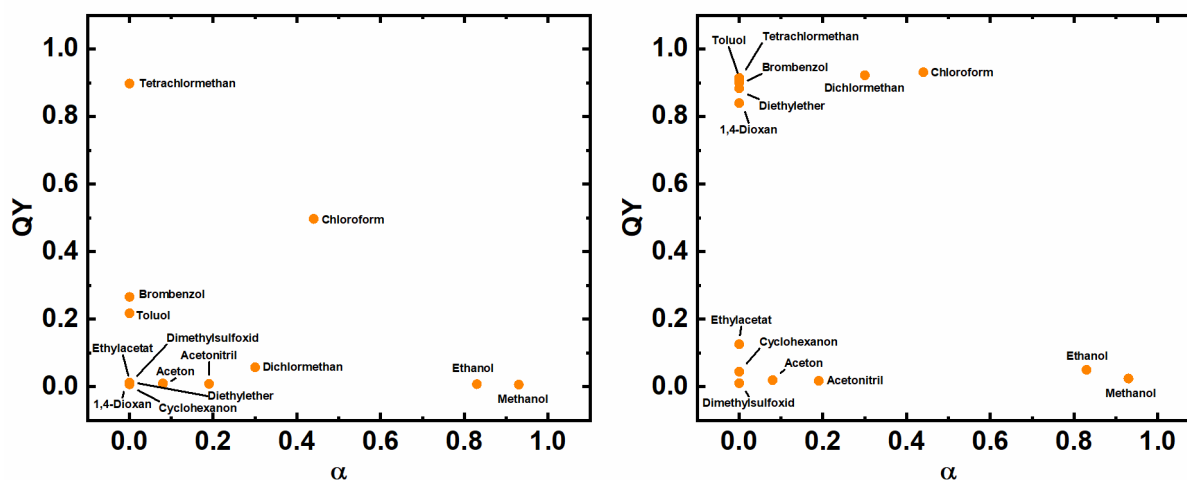 1.0
0.8
0.6
0.4
0.2
0.0
QY
Tetrachlormethan
Chloroform
Brombenzol
Toluol
Dimethylsulfoxid
Ethylacetat
Acetonitril
Aceton
Dichlormethan
Ethanol
1,4-Dioxan
Diethylether
Cyclohexanon
Methanol
0.0 0.2 0.4 0.6 0.8 1.0
α
1.0
0.8
0.6
0.4
0.2
0.0
QY
Tetrachlormethan
Toluol
Brombenzol
Chloroform
Dichlormethan
Diethylether
1,4-Dioxan
Ethylacetat
Cyclohexanon
Aceton
Ethanol
Acetonitril
Methanol
Dimethylsulfoxid
0.0 0.2 0.4 0.6 0.8 1.0
α